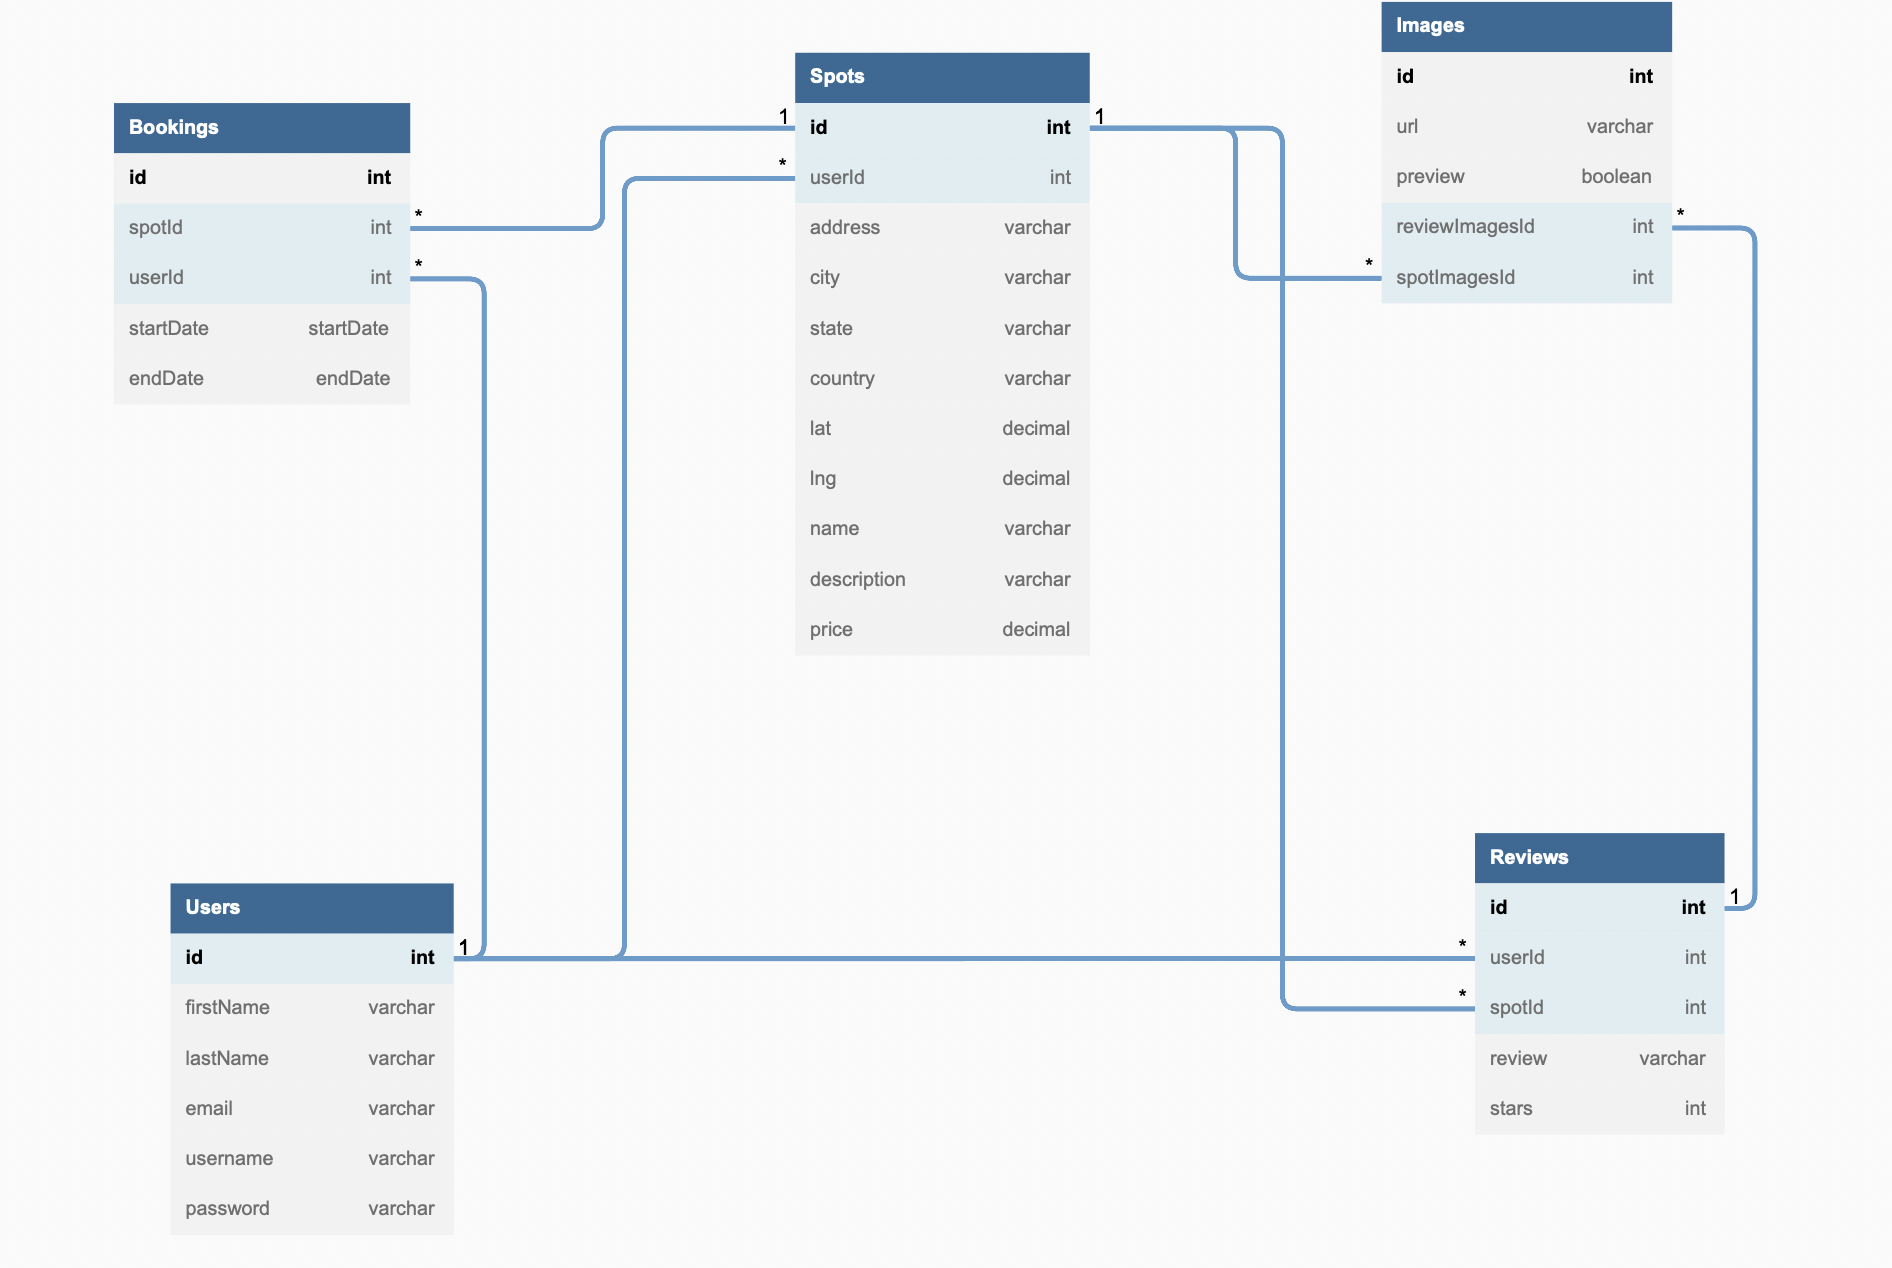 Bookings
id int
spotId int
userId int
startDate startDate
endDate endDate
*
*
Spots
id int
userId int
address varchar
city varchar
state varchar
country varchar
lat decimal
lng decimal
name varchar
description varchar
price decimal
1
*
1
Images
id int
url varchar
preview boolean
reviewImagesId int
spotImagesId int
*
*
Users
id int
firstName varchar
lastName varchar
email varchar
username varchar
password varchar
1
Reviews
id int
userId int
spotId int
review varchar
stars int
1
*
*